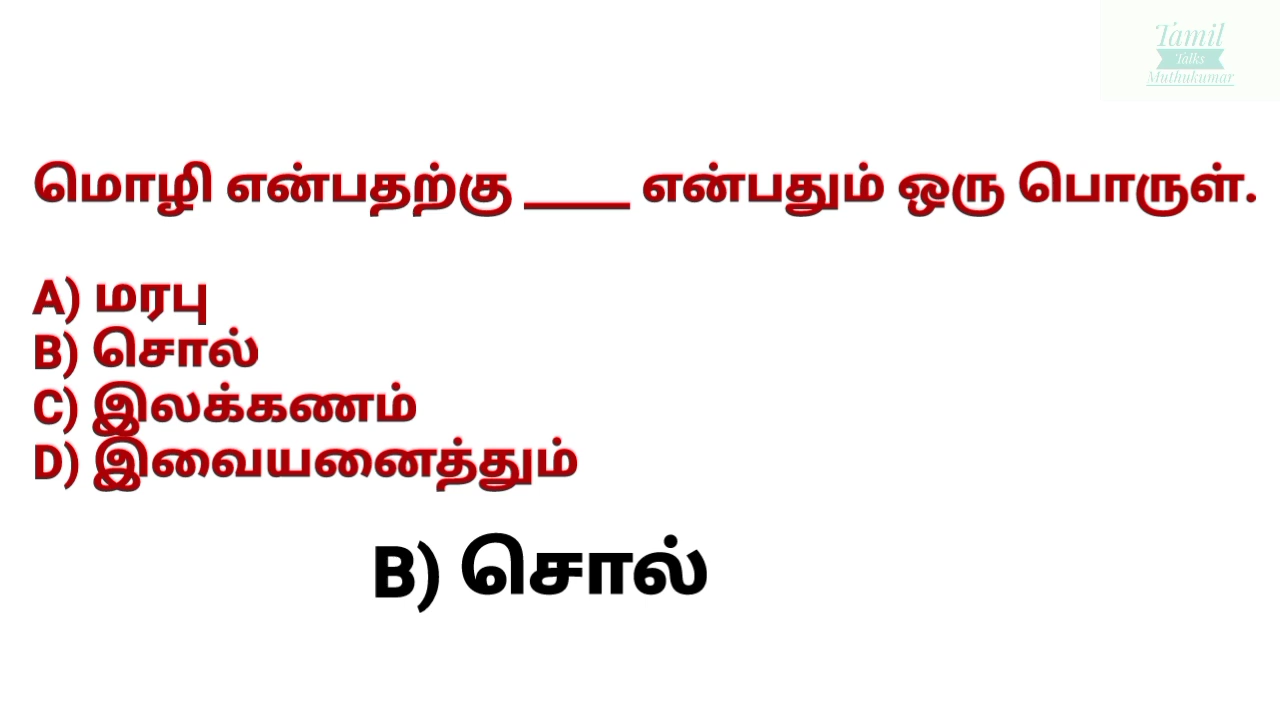 Tamil
Talks
Muthukumar
மொழி என்பதற்கு ____ என்பதும் ஒரு பொருள்.
A) மரபு
B) சொல்
C) இலக்கணம்
D) இவையனைத்தும்
B) சொல்